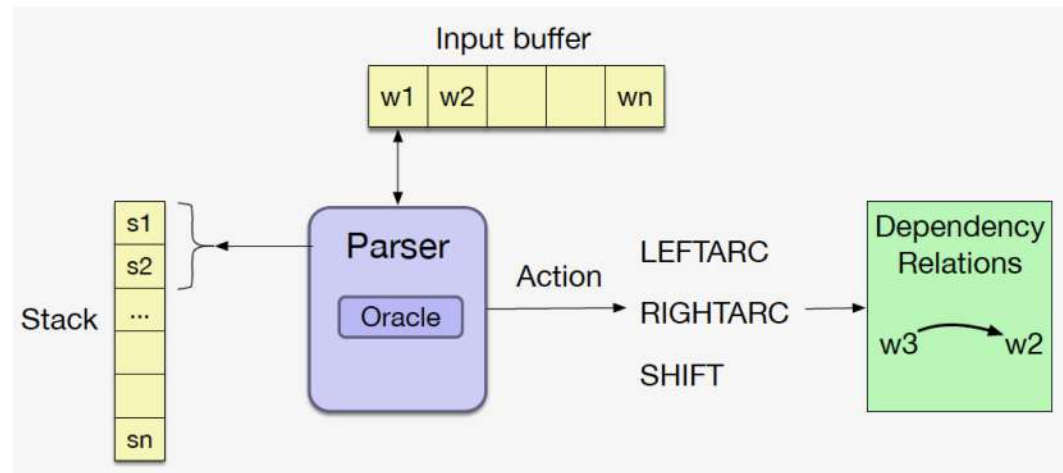 Input buffer
w1 w2 wn
s1
s2
...
sn
Stack
Parser
Oracle
Action
LEFTARC
RIGHTARC
SHIFT
Dependency
Relations
w3 w2